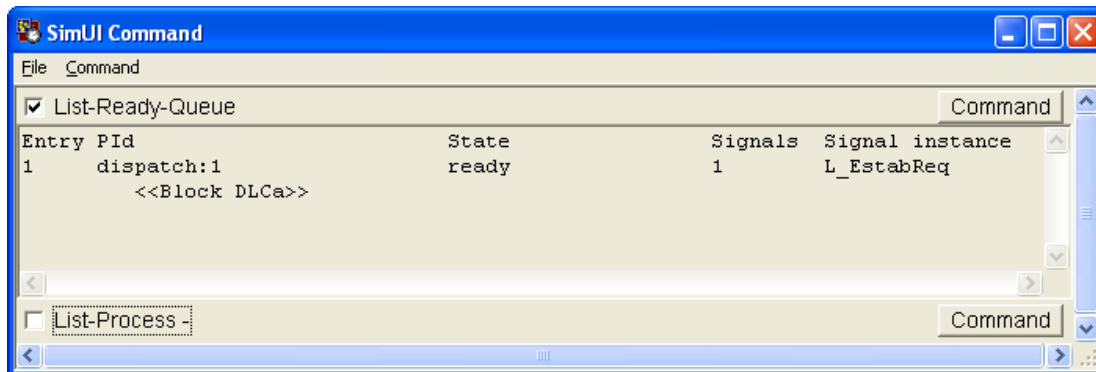 SimUI Command
File Command
List-Ready-Queue Command
Entry PId State Signals Signal instance
1 dispatch:1 ready 1 L_EstabReq
<<Block DLCa>>
List-Process - Command